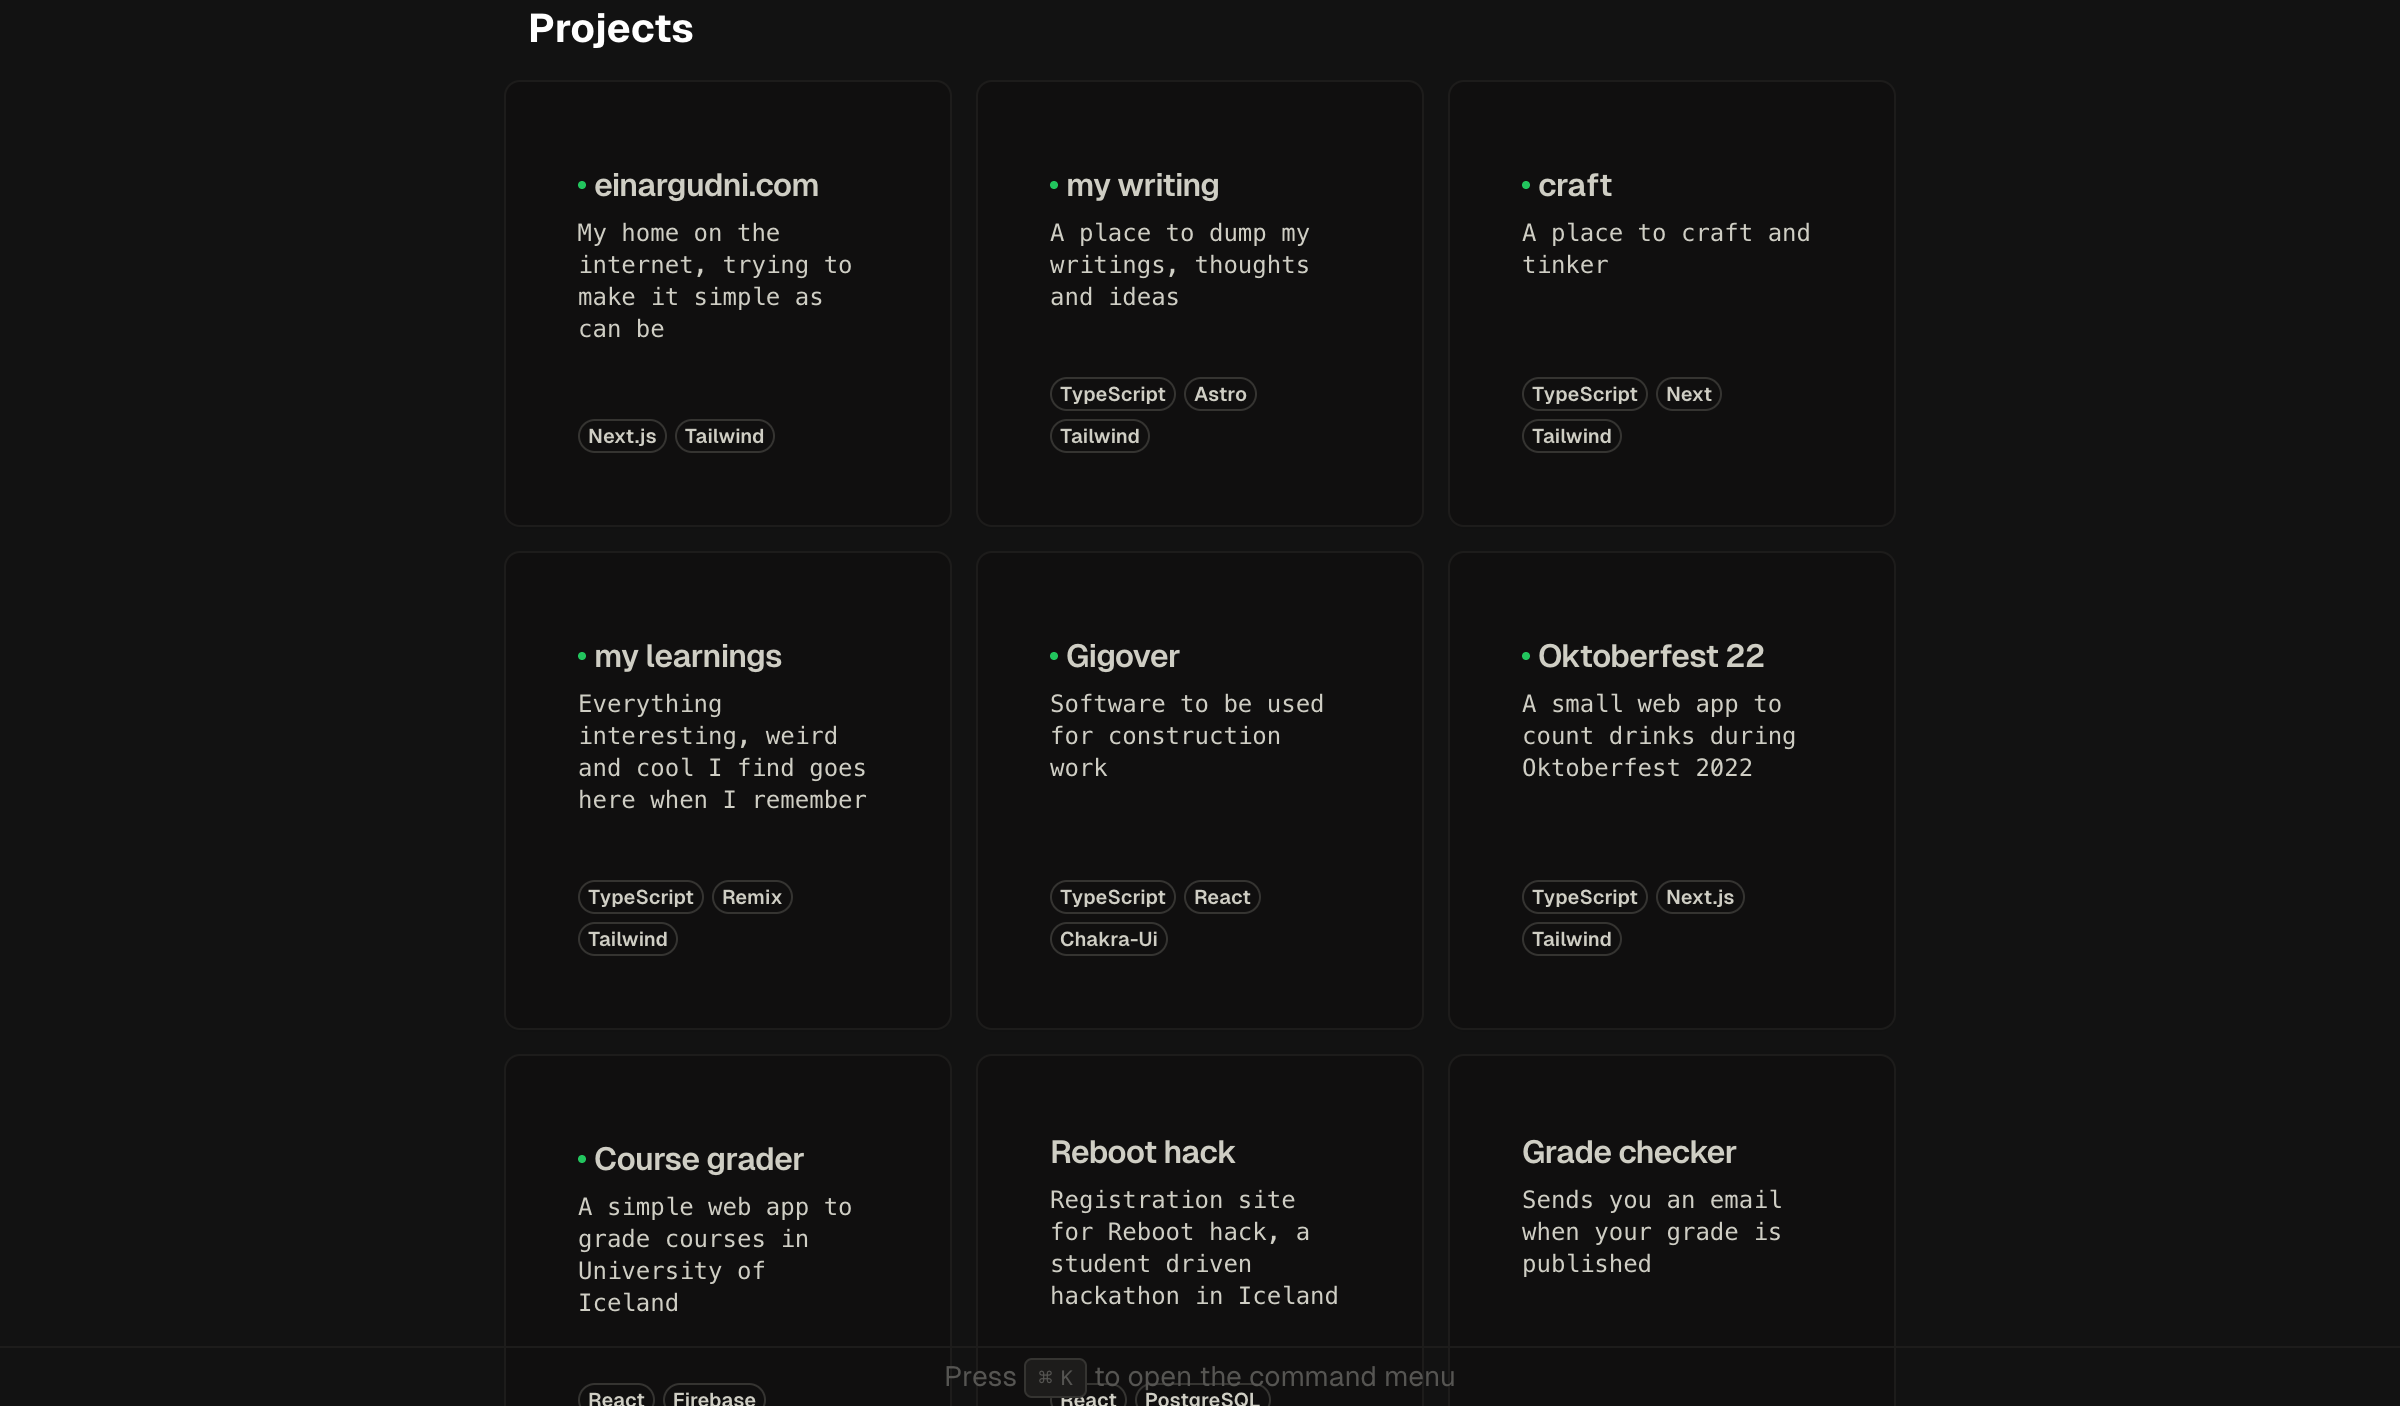 Projects
einargudni.com
My home on the
internet, trying to
make it simple as
can be
Next.js Tailwind
my writing
A place to dump my
writings, thoughts
and ideas
TypeScript Astro
Tailwind
craft
A place to craft and
tinker
TypeScript Next
Tailwind
my learnings
Everything
interesting, weird
and cool I find goes
here when I remember
TypeScript Remix
Tailwind
Gigover
Software to be used
for construction
work
TypeScript React
Chakra-Ui
Oktoberfest 22
A small web app to
count drinks during
Oktoberfest 2022
TypeScript Next.js
Tailwind
Course grader
A simple web app to
grade courses in
University of
Iceland
React Firebase
Reboot hack
Registration site
for Reboot hack, a
student driven
hackathon in Iceland
React PostgreSQL
Grade checker
Sends you an email
when your grade is
published
Press ⌘ K to open the command menu